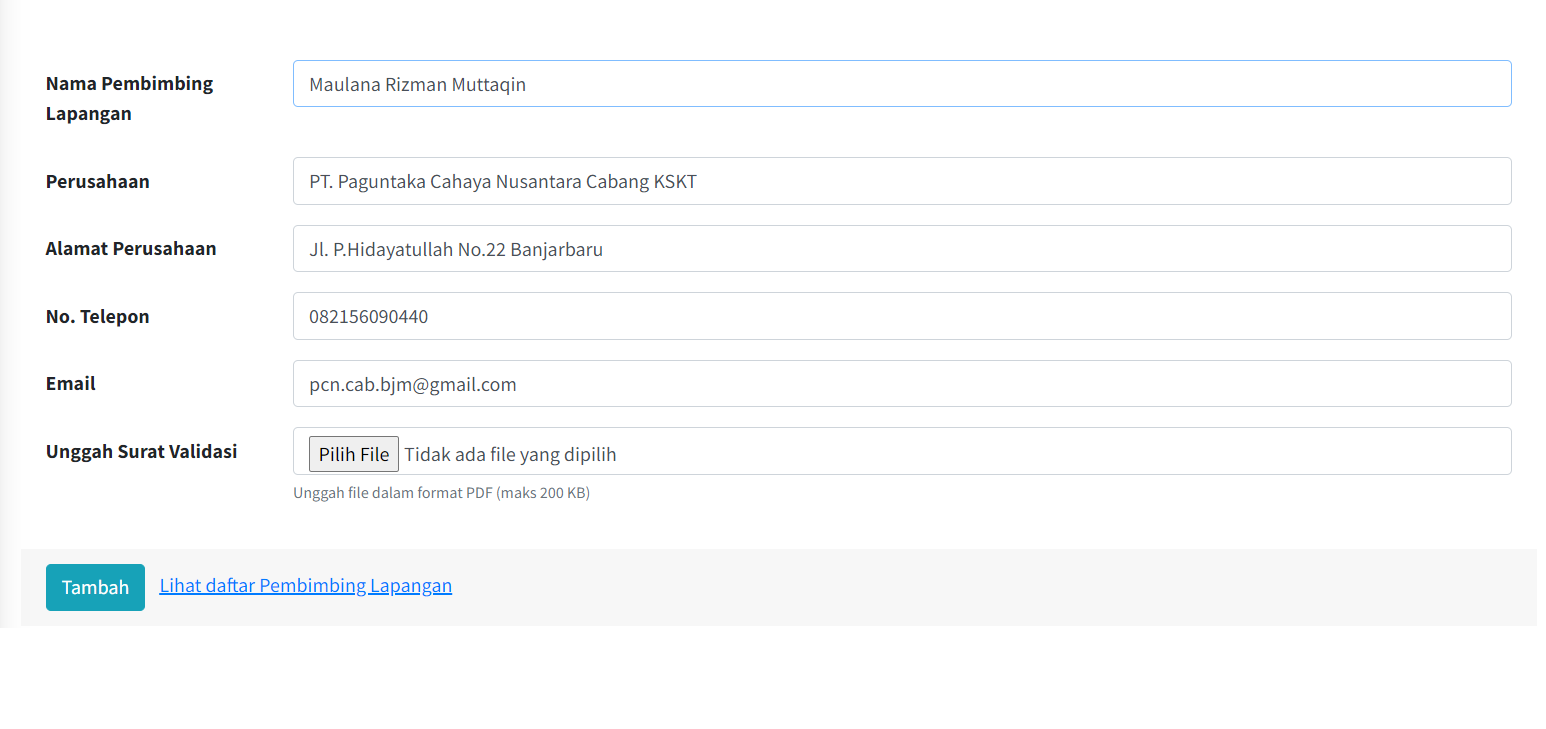 Nama Pembimbing Lapangan
Maulana Rizman Muttaqin
Perusahaan
PT. Paguntaka Cahaya Nusantara Cabang KSKT
Alamat Perusahaan
Jl. P.Hidayatullah No.22 Banjarbaru
No. Telepon
082156090440
Email
pcn.cab.bjm@gmail.com
Unggah Surat Validasi
Pilih File Tidak ada file yang dipilih
Unggah file dalam format PDF (maks 200 KB)
Tambah Lihat daftar Pembimbing Lapangan